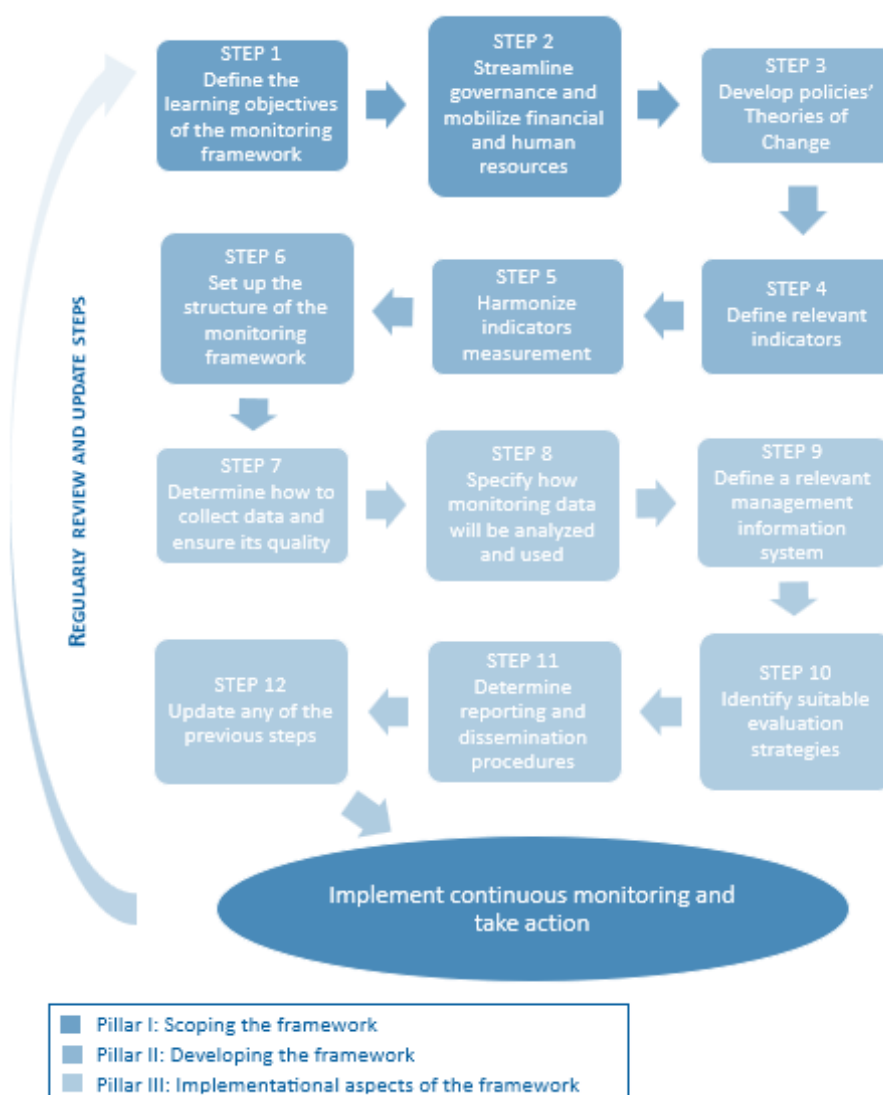 STEP 1
Define the
learning objectives
of the monitoring
framework
STEP 2
Streamline
governance and
mobilize financial
and human
resources
STEP 3
Develop policies’
Theories of
Change
STEP 4
Define relevant
indicators
STEP 5
Harmonize
indicators
measurement
STEP 6
Set up the
structure of the
monitoring
framework
STEP 7
Determine how to
collect data and
ensure its quality
STEP 8
Specify how
monitoring data
will be analyzed
and used
STEP 9
Define a relevant
management
information
system
STEP 10
Identify suitable
evaluation
strategies
STEP 11
Determine
reporting and
dissemination
procedures
STEP 12
Update any of the
previous steps
REGULARLY REVIEW AND UPDATE STEPS
Implement continuous monitoring and
take action
Pillar I: Scoping the framework
Pillar II: Developing the framework
Pillar III: Implementational aspects of the framework